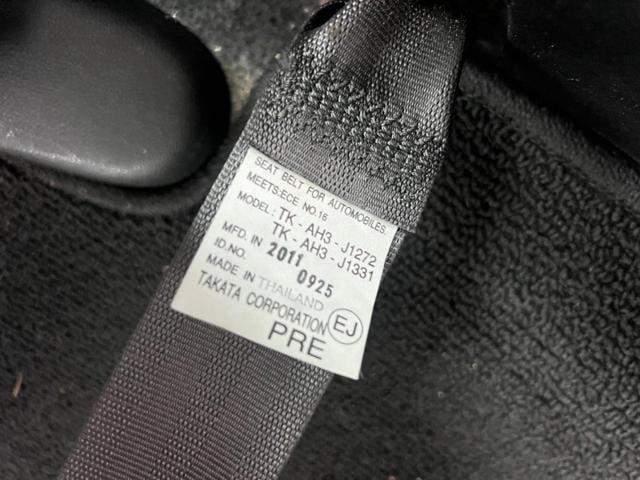 SEAT BELT FOR AUTOMOBILES.
MEETS:ECE NO.16
MODEL: TK - AH3 - J1272
TK - AH3 - J1331
MFD. IN 2011
ID.NO. 0925
MADE IN THAILAND
TAKATA CORPORATION EJ
PRE